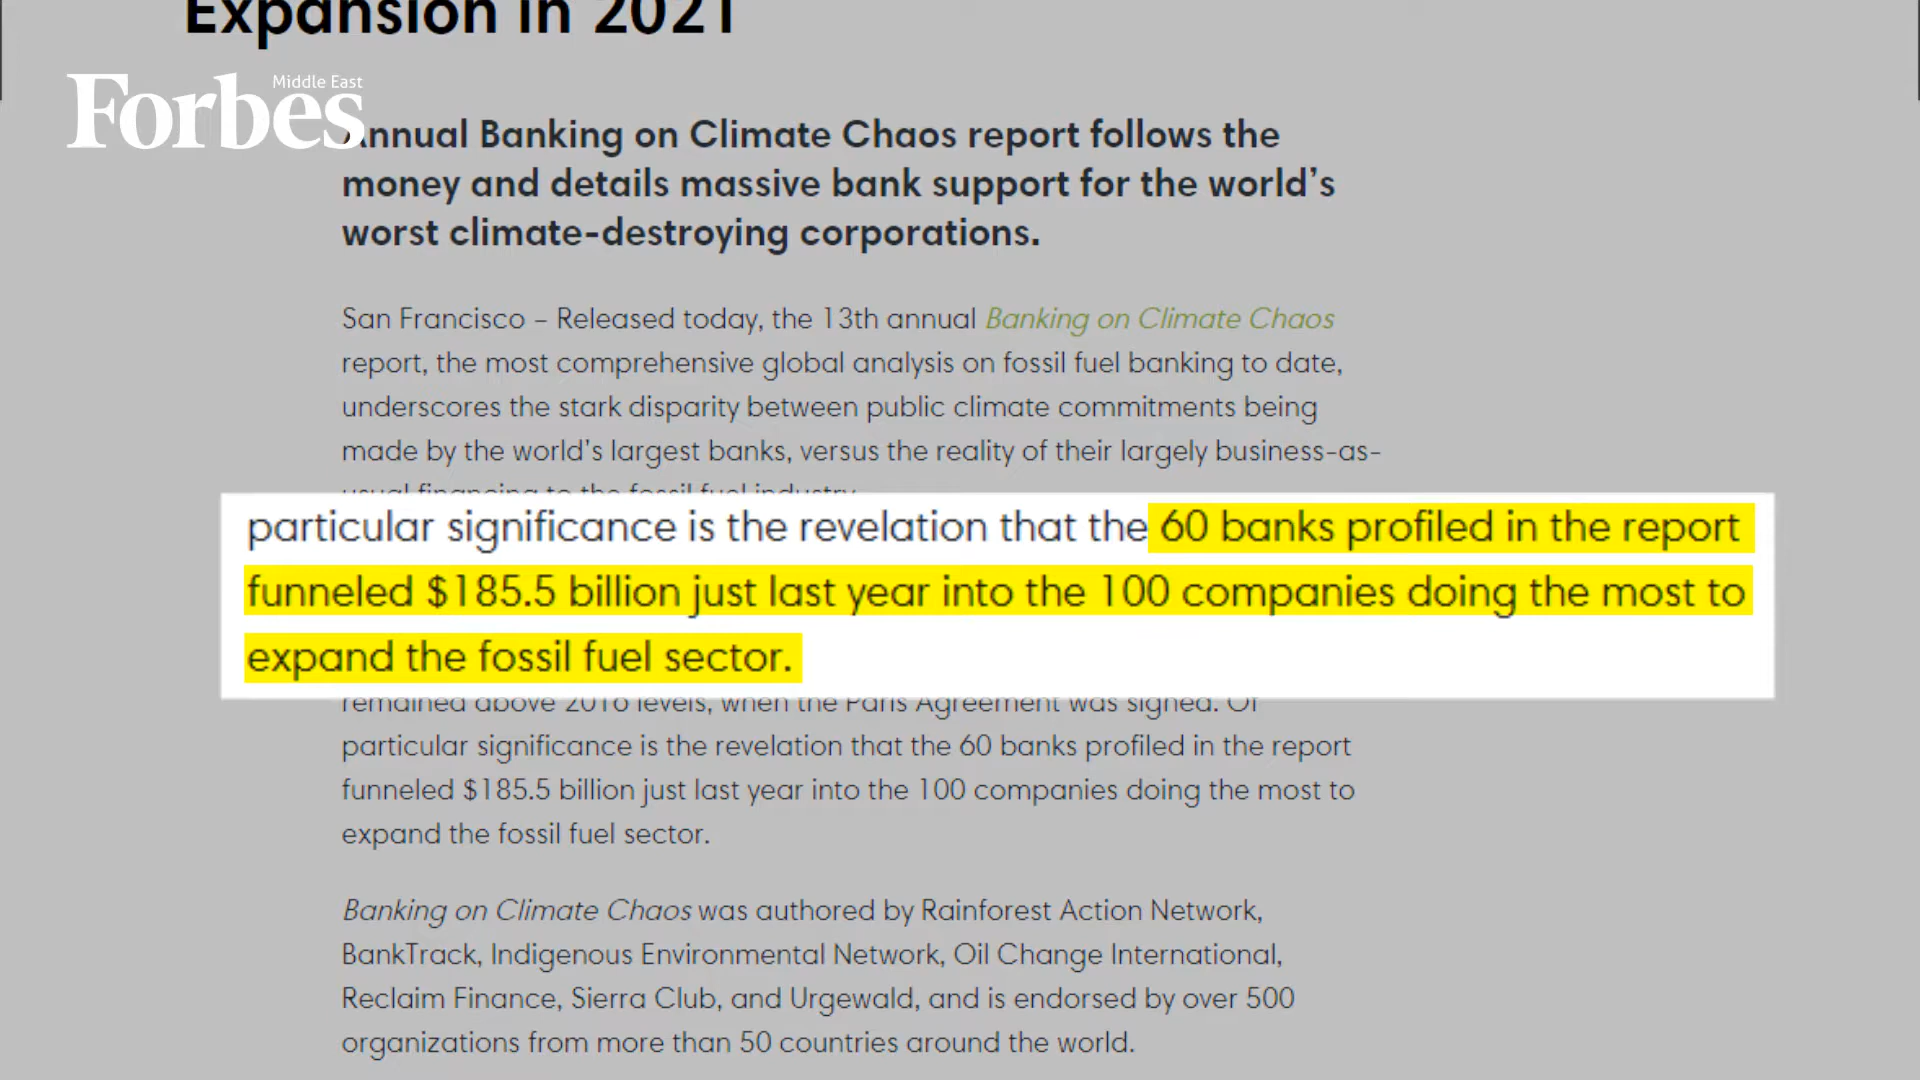 Expansion in 2021
Middle East
Forbes
Annual Banking on Climate Chaos report follows the
money and details massive bank support for the world's
worst climate-destroying corporations.
San Francisco – Released today, the 13th annual Banking on Climate Chaos
report, the most comprehensive global analysis on fossil fuel banking to date,
underscores the stark disparity between public climate commitments being
made by the world's largest banks, versus the reality of their largely business-as-
usual financing to the fossil fuel industry.
particular significance is the revelation that the 60 banks profiled in the report
funneled $185.5 billion just last year into the 100 companies doing the most to
expand the fossil fuel sector.
remained above 2016 levels, when the Paris Agreement was signed. Of
particular significance is the revelation that the 60 banks profiled in the report
funneled $185.5 billion just last year into the 100 companies doing the most to
expand the fossil fuel sector.
Banking on Climate Chaos was authored by Rainforest Action Network,
BankTrack, Indigenous Environmental Network, Oil Change International,
Reclaim Finance, Sierra Club, and Urgewald, and is endorsed by over 500
organizations from more than 50 countries around the world.